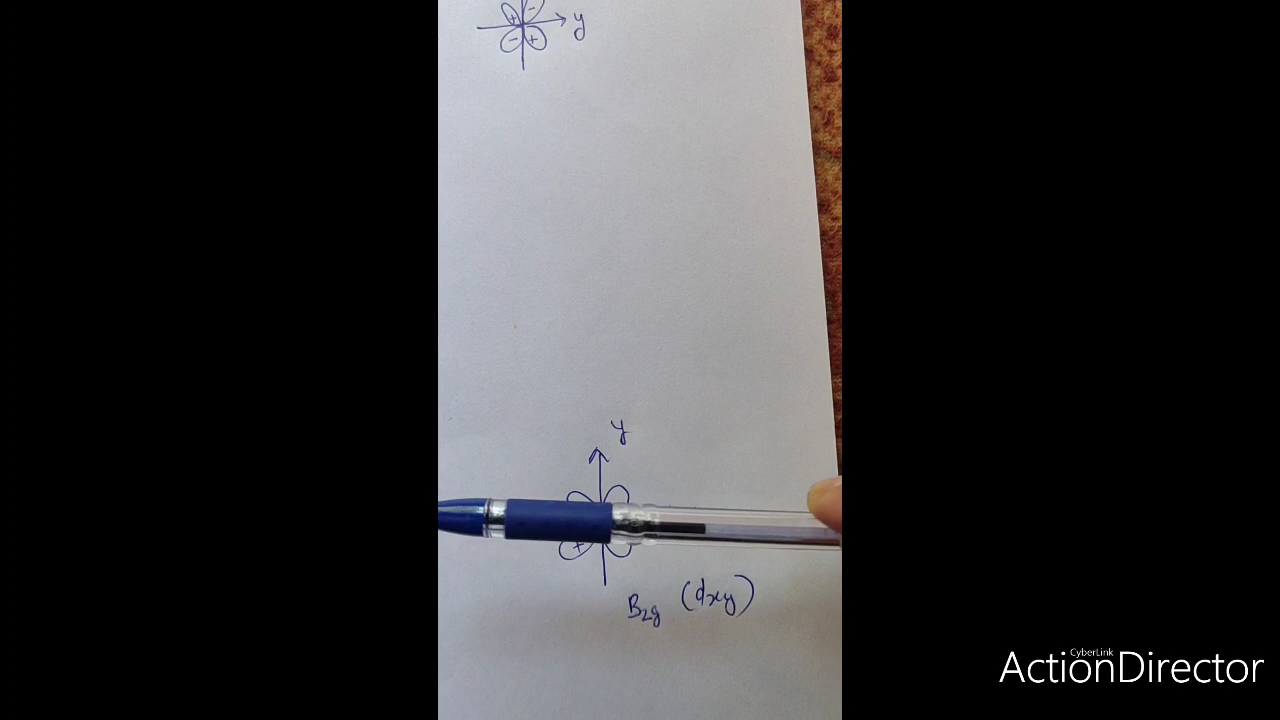 + -
y
- +
y
+
B2g (dxy)
CyberLink
ActionDirector